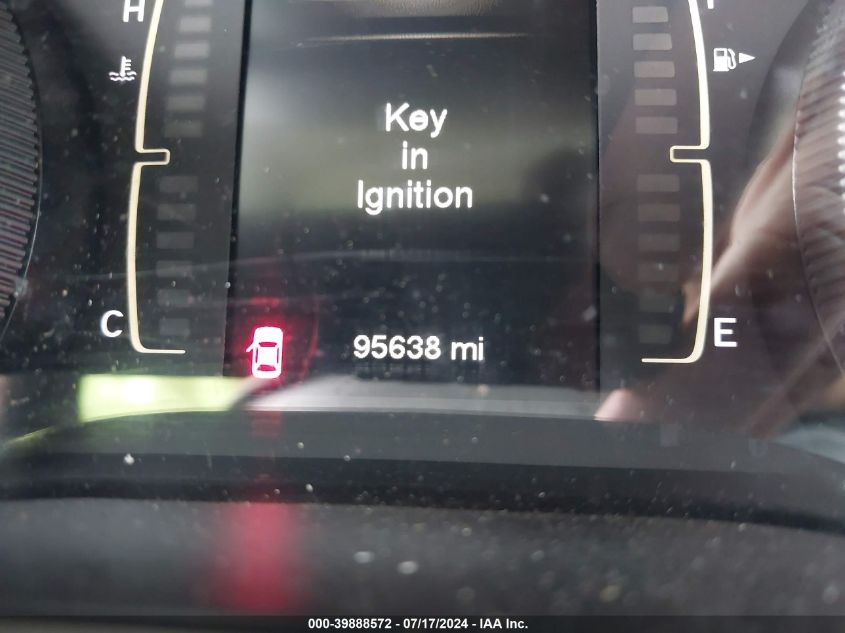 H
Key
in
Ignition
C
E
95638 mi
000-39888572 - 07/17/2024 - IAA Inc.